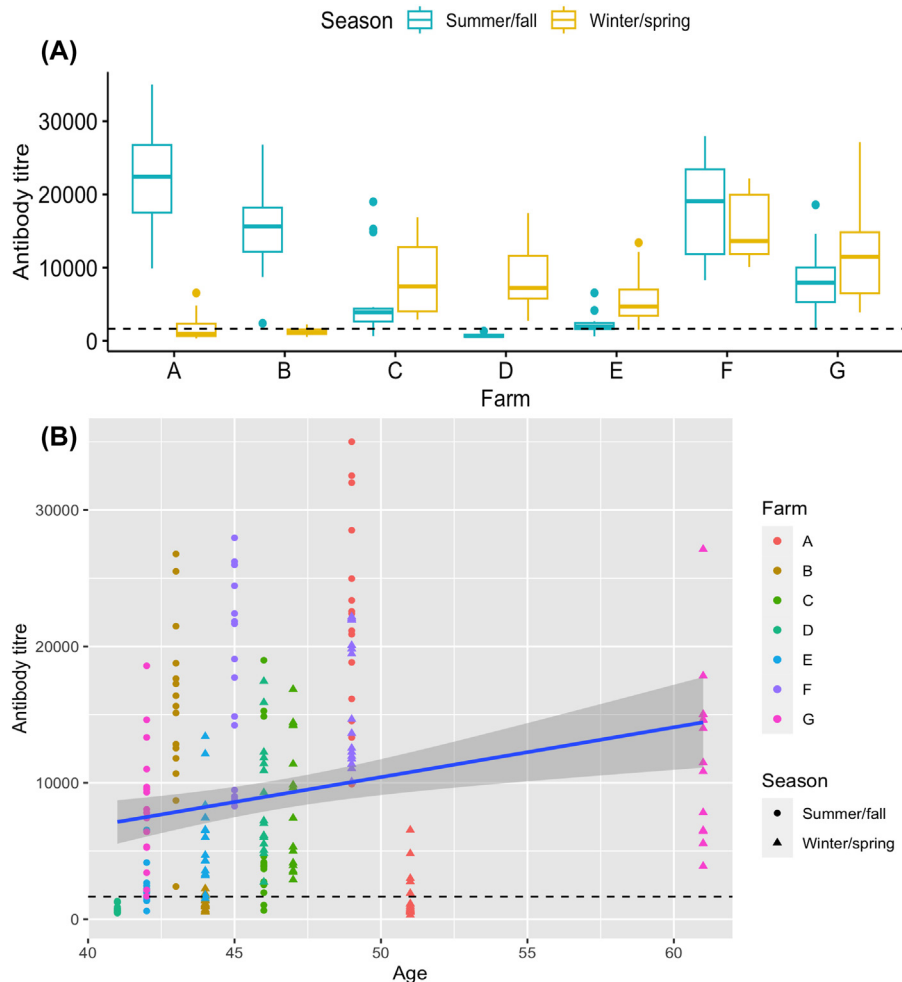 Season Summer/fall Winter/spring
(A)
Antibody titre
30000
20000
10000
0
A B C D E F G
Farm
(B)
Antibody titre
30000
20000
10000
0
40 45 50 55 60
Age
Farm
A
B
C
D
E
F
G
Season
Summer/fall
Winter/spring